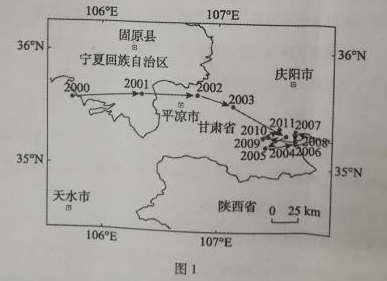 106°E
107°E
36°N
36°N
固原县
宁夏回族自治区
庆阳市
2000
2001
2002
2003
平凉市
甘肃省
2010
2011
2007
2009
2008
2005
2004
2006
35°N
35°N
天水市
陕西省
0 25 km
106°E
107°E
图1